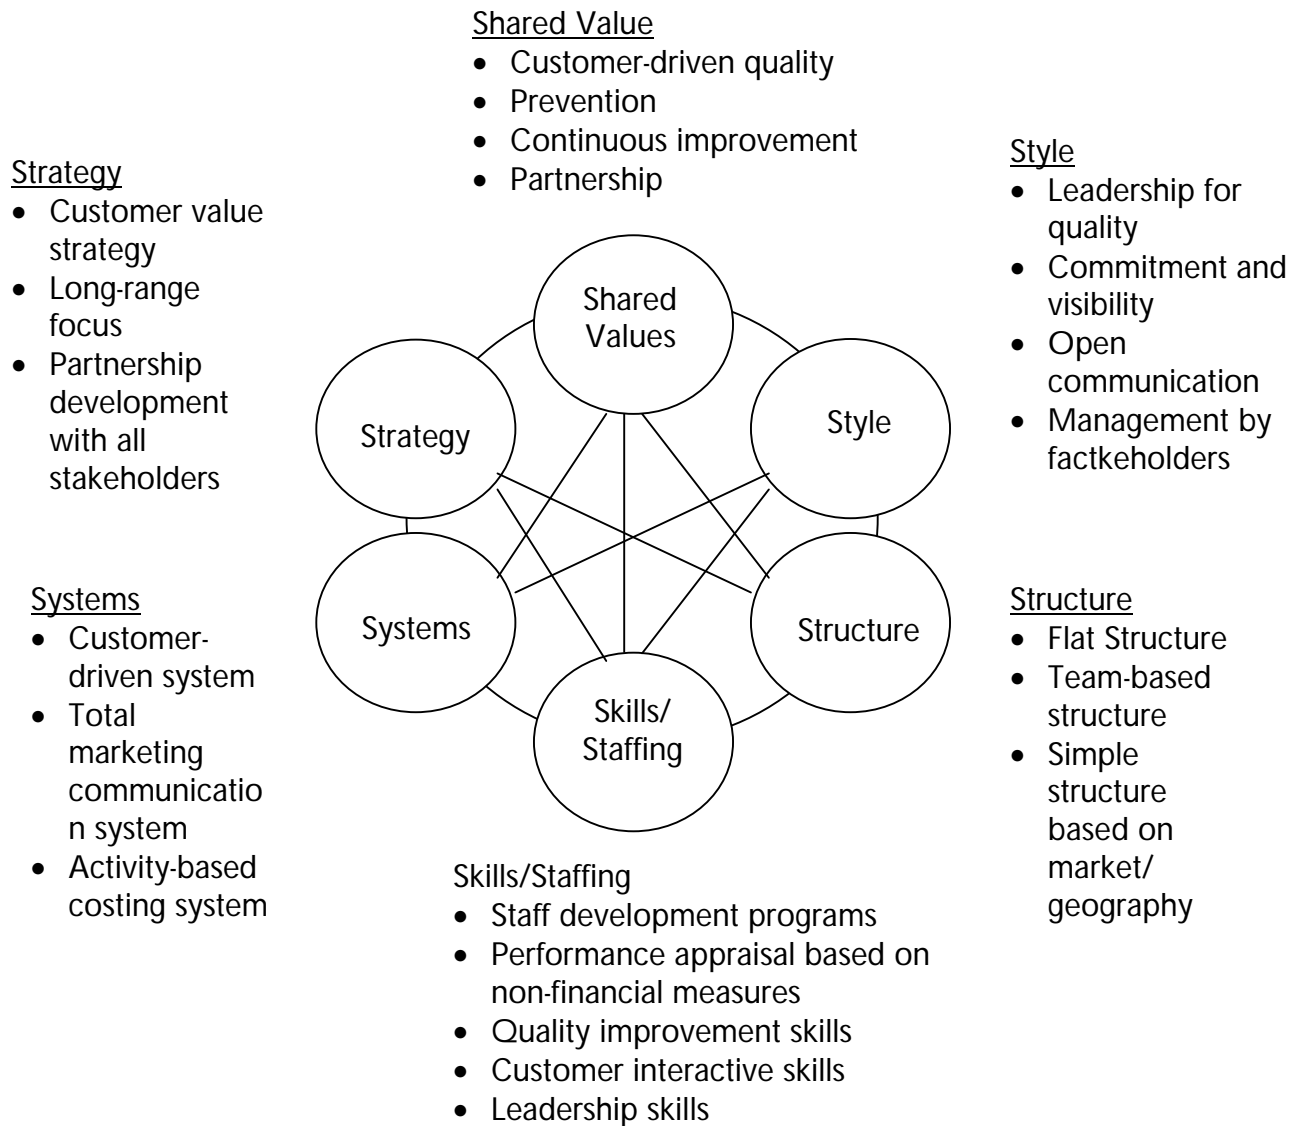 Shared Value
• Customer-driven quality
• Prevention
• Continuous improvement
• Partnership
Strategy
• Customer value
strategy
• Long-range
focus
• Partnership
development
with all
stakeholders
Style
• Leadership for
quality
• Commitment and
visibility
• Open
communication
• Management by
factkeholders
Shared
Values
Strategy
Style
Systems
Structure
Skills/
Staffing
Systems
• Customer-
driven system
• Total
marketing
communicatio
n system
• Activity-based
costing system
Structure
• Flat Structure
• Team-based
structure
• Simple
structure
based on
market/
geography
Skills/Staffing
• Staff development programs
• Performance appraisal based on
non-financial measures
• Quality improvement skills
• Customer interactive skills
• Leadership skills